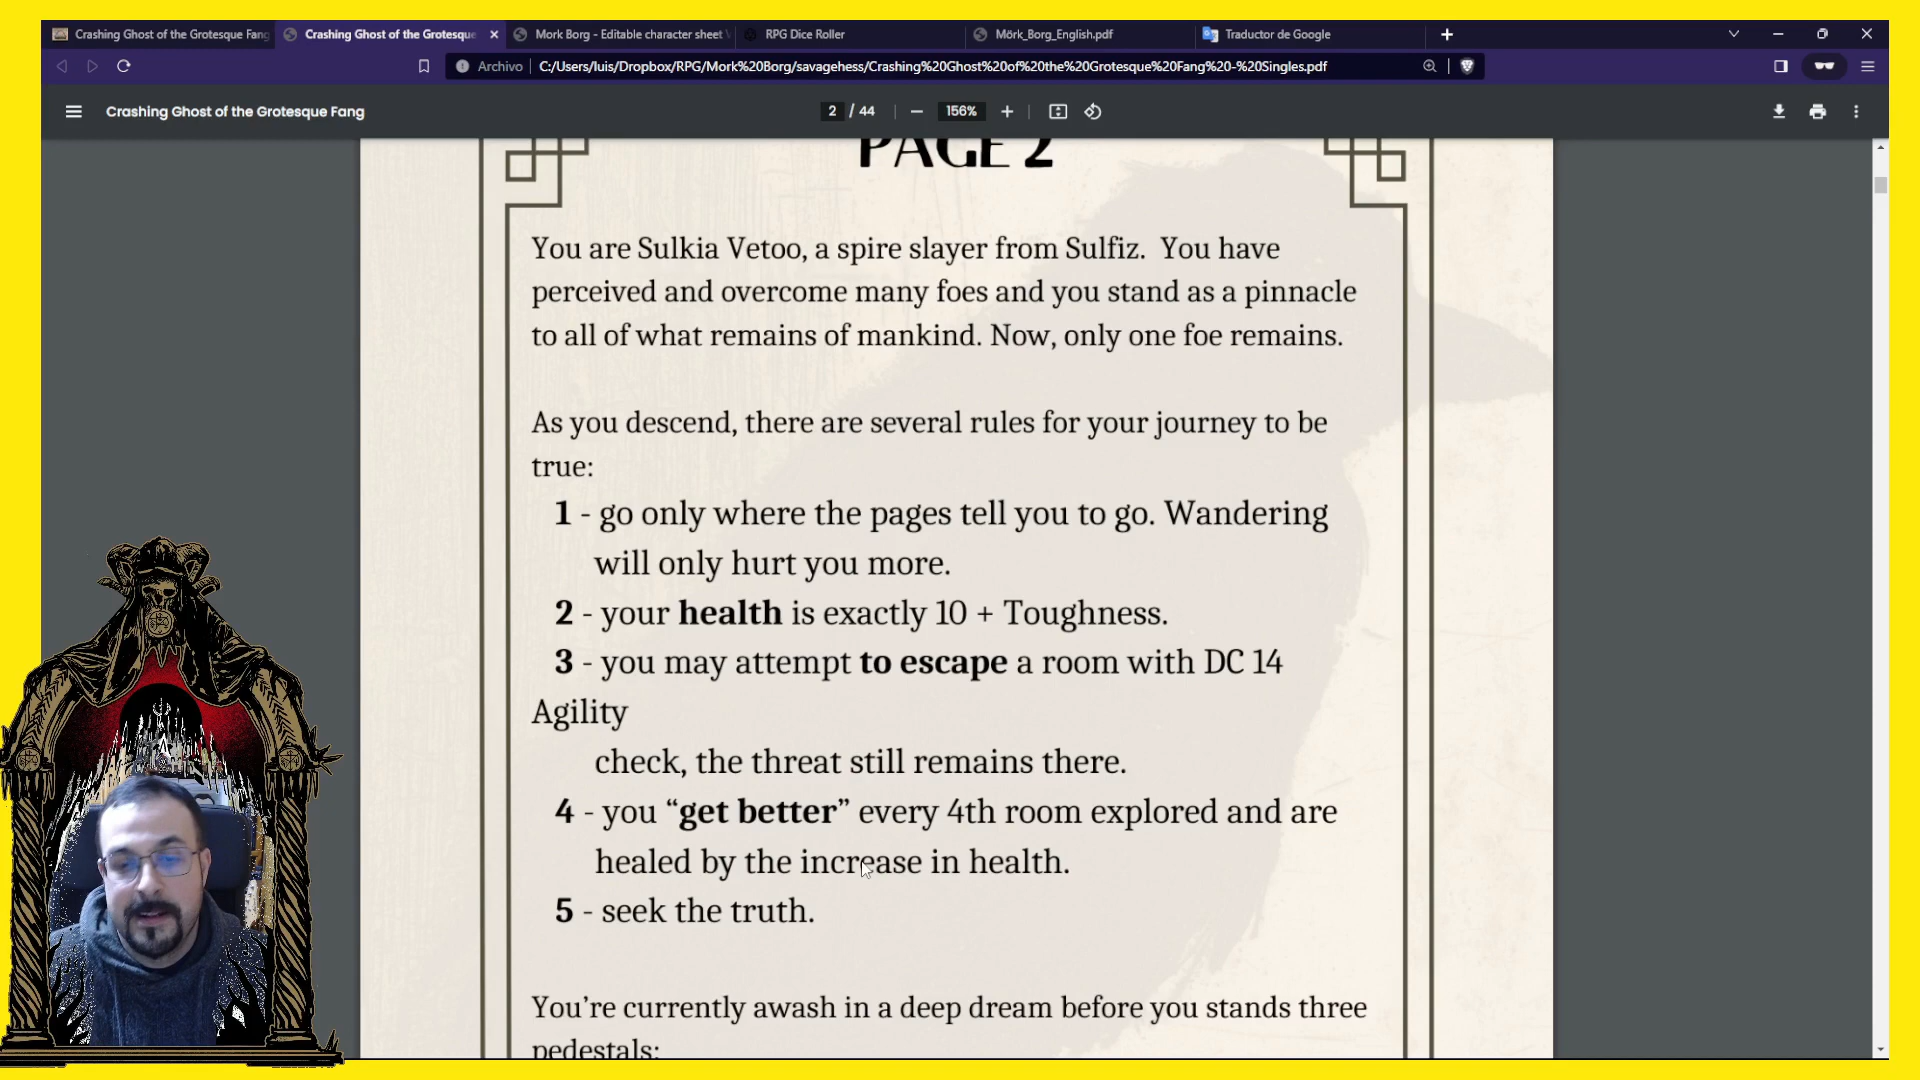 Crashing Ghost of the Grotesque Fang
Crashing Ghost of the Grotesque
Mork Borg - Editable character sheet
RPG Dice Roller
Mörk_Borg_English.pdf
Traductor de Google
Archivo
C:/Users/luis/Dropbox/RPG/Mork%20Borg/savagehess/Crashing%20Ghost%20of%20the%20Grotesque%20Fang%20-%20Singles.pdf
Crashing Ghost of the Grotesque Fang
2 / 44
156%
PAGE 2
You are Sulkia Vetoo, a spire slayer from Sulfiz. You have
perceived and overcome many foes and you stand as a pinnacle
to all of what remains of mankind. Now, only one foe remains.
As you descend, there are several rules for your journey to be
true:
1 - go only where the pages tell you to go. Wandering
will only hurt you more.
2 - your health is exactly 10 + Toughness.
3 - you may attempt to escape a room with DC 14
Agility
check, the threat still remains there.
4 - you “get better” every 4th room explored and are
healed by the increase in health.
5 - seek the truth.
You’re currently awash in a deep dream before you stands three
pedestals: